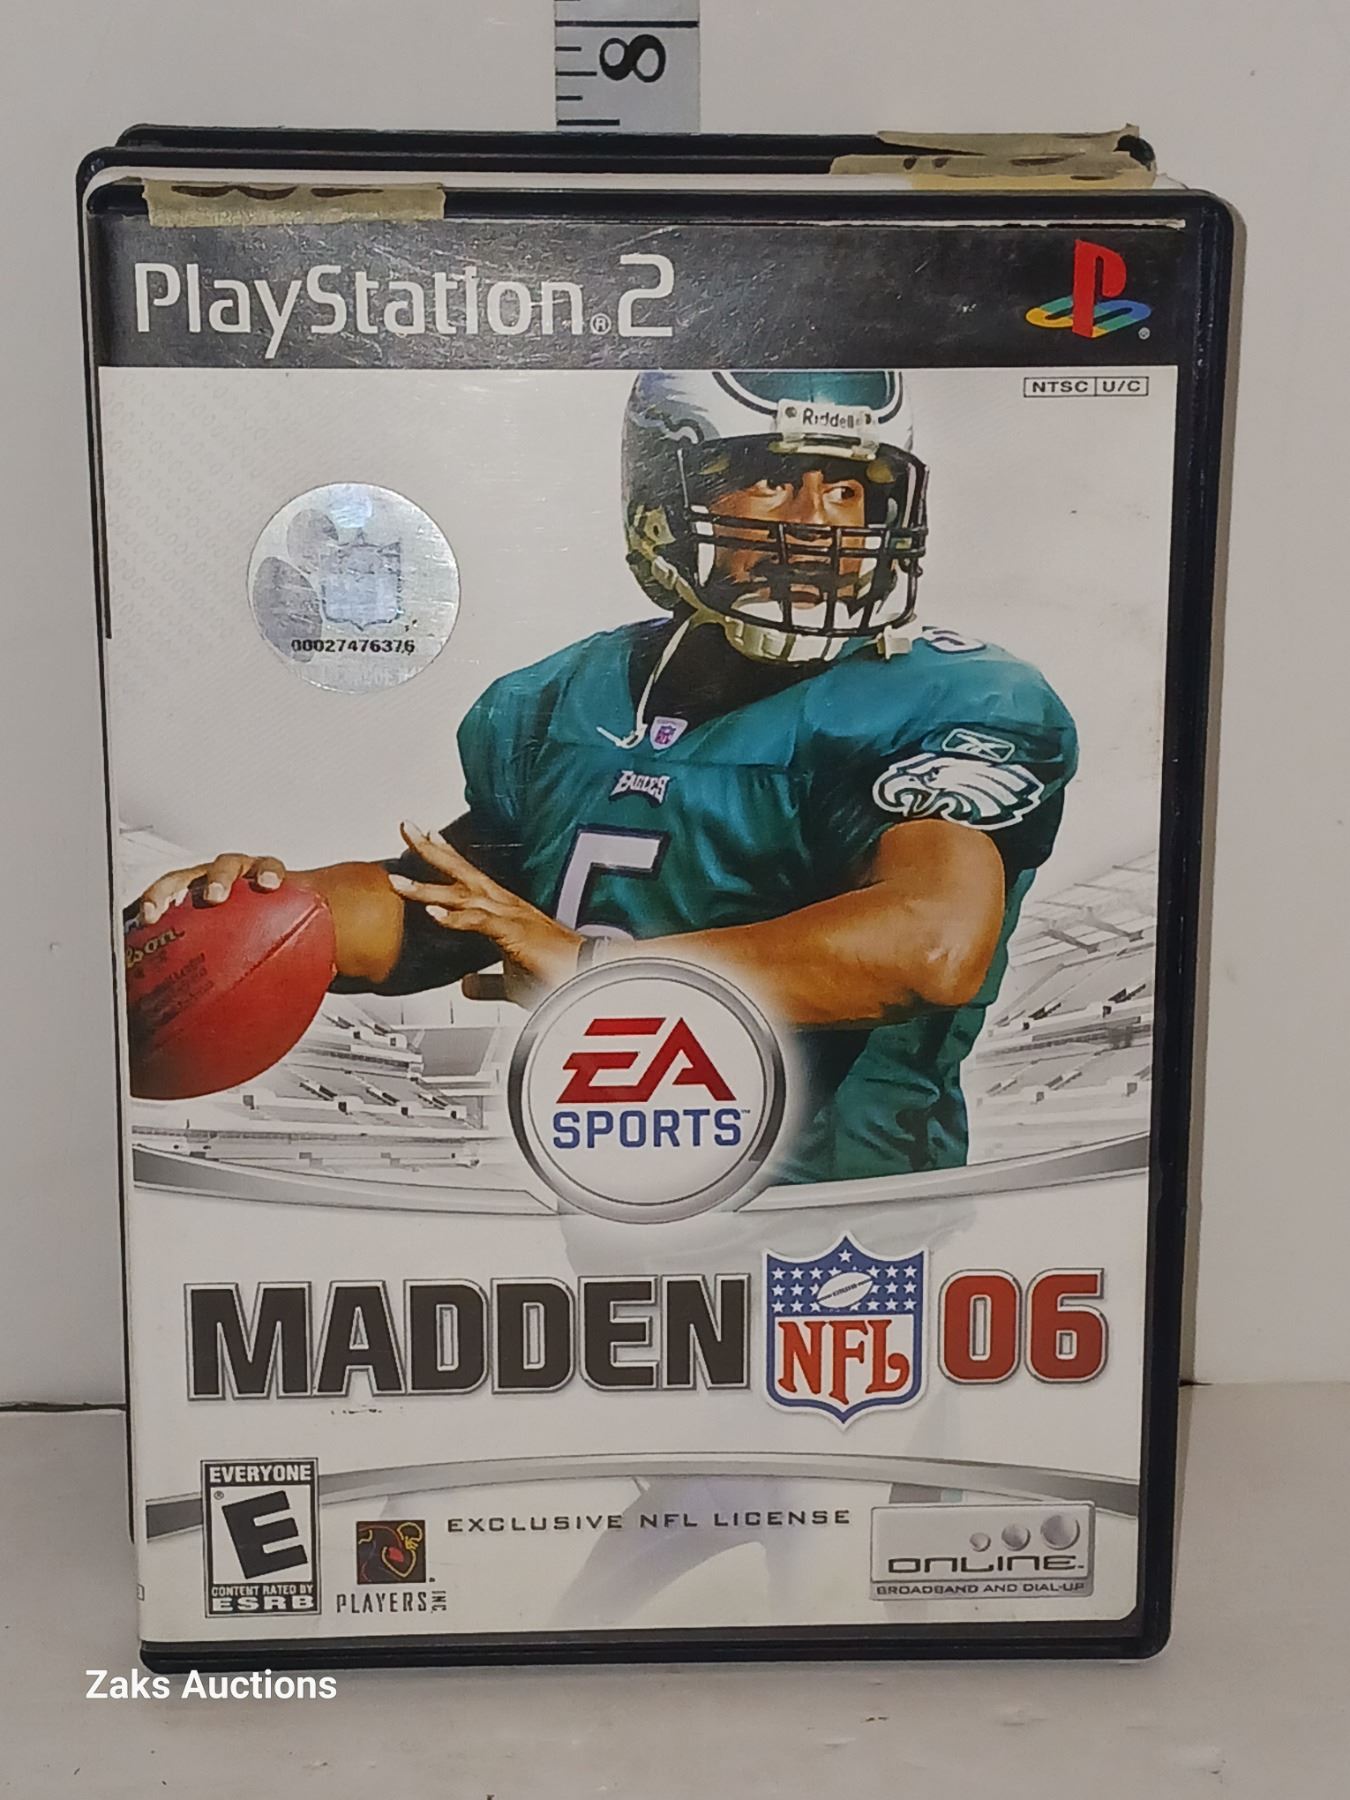 8
PlayStation®2
NTSC U/C
Riddell
00027476376
EAGLES
5
EA
SPORTS™
MADDEN NFL 06
EVERYONE
E
CONTENT RATED BY
ESRB
PLAYERS INC
EXCLUSIVE NFL LICENSE
ONLINE
BROADBAND AND DIAL-UP
Zaks Auctions